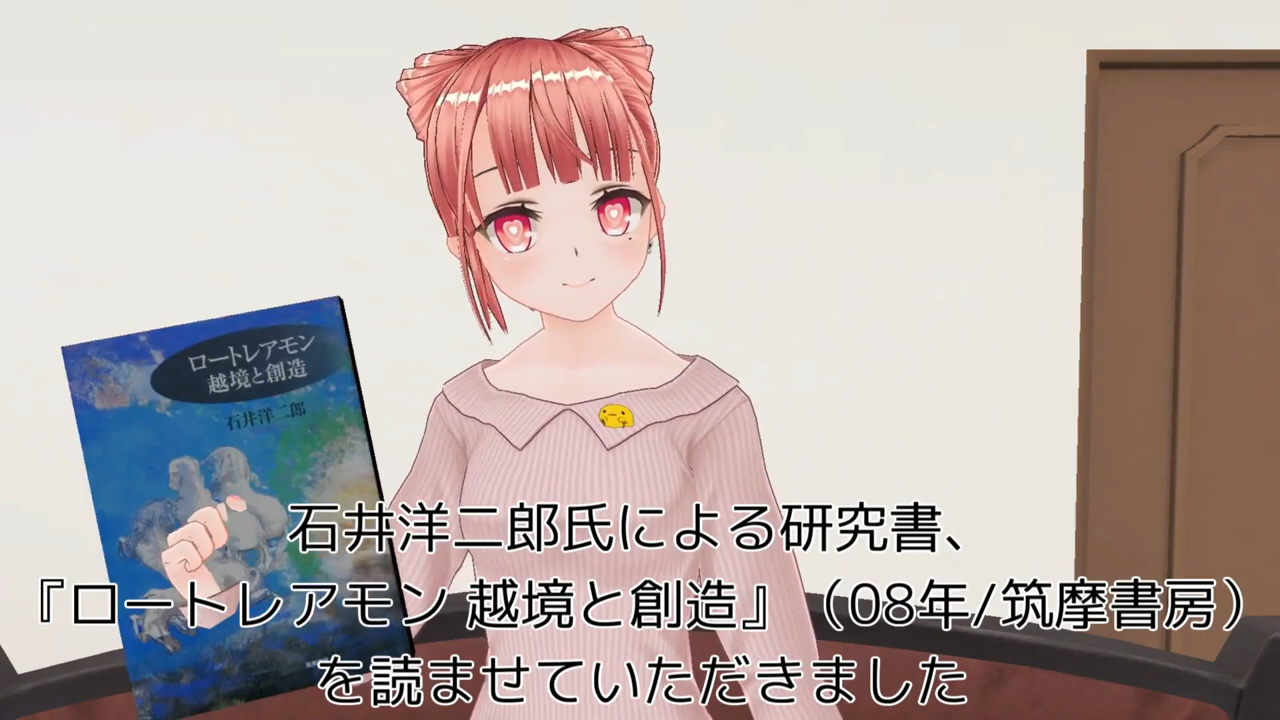 ロートレアモン
越境と創造
石井洋二郎
石井洋二郎氏による研究書、
『ロートレアモン 越境と創造』（08年/筑摩書房）
を読ませていただきました